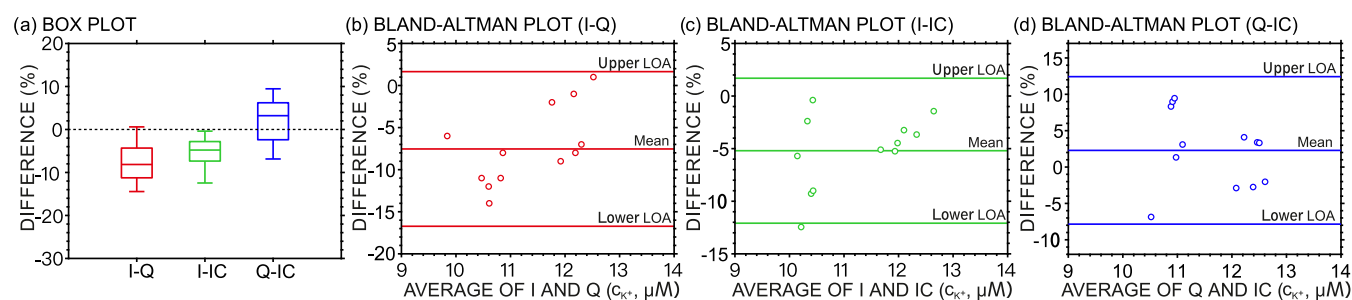 (a) BOX PLOT
DIFFERENCE (%)
20
10
0
-10
-20
-30
I-Q
I-IC
Q-IC
(b) BLAND-ALTMAN PLOT (I-Q)
DIFFERENCE (%)
5
0
-5
-10
-15
-20
Upper LOA
Mean
Lower LOA
9
10
11
12
13
14
AVERAGE OF I AND Q (cK⁺, µM)
(c) BLAND-ALTMAN PLOT (I-IC)
DIFFERENCE (%)
5
0
-5
-10
-15
Upper LOA
Mean
Lower LOA
9
10
11
12
13
14
AVERAGE OF I AND IC (cK⁺, µM)
(d) BLAND-ALTMAN PLOT (Q-IC)
DIFFERENCE (%)
15
10
5
0
-5
-10
Upper LOA
Mean
Lower LOA
9
10
11
12
13
14
AVERAGE OF Q AND IC (cK⁺, µM)